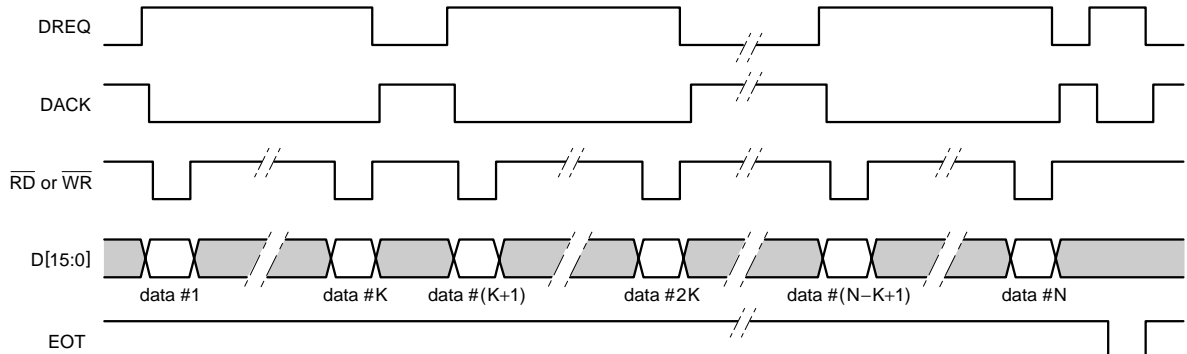 DREQ
DACK
RD or WR
D[15:0]
data #1 data #K data #(K+1) data #2K data #(N−K+1) data #N
EOT